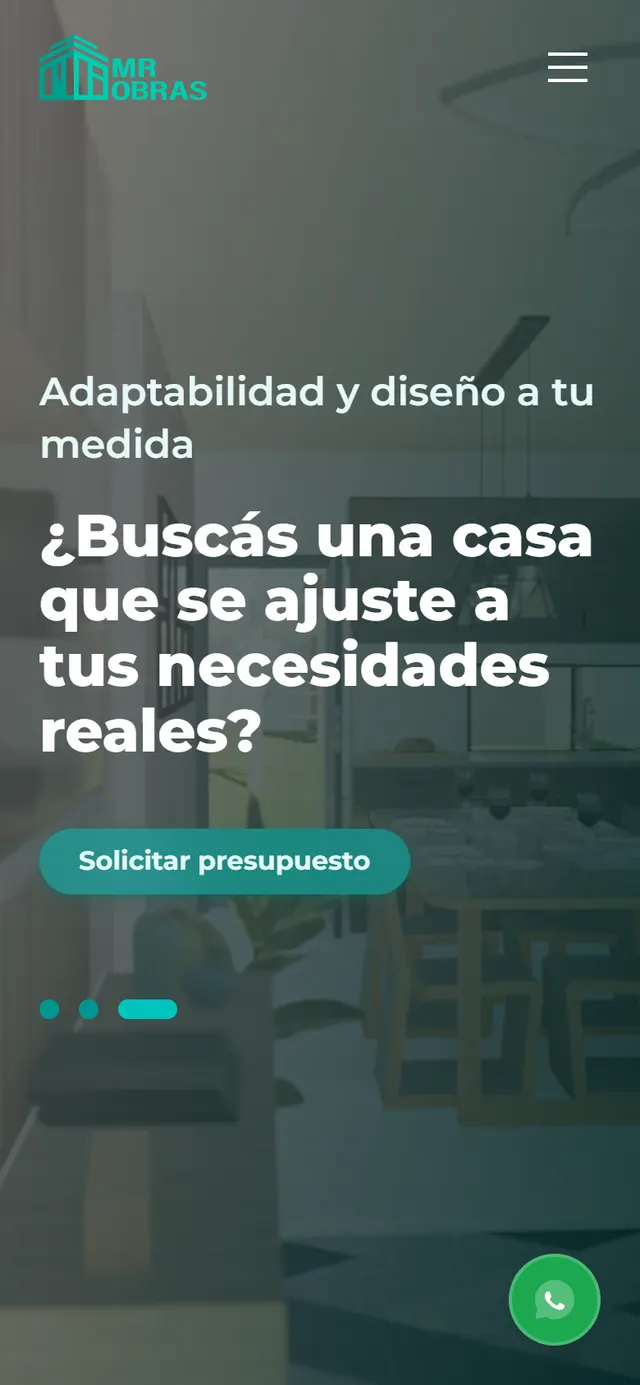 MR
OBRAS
Adaptabilidad y diseño a tu
medida
¿Buscás una casa
que se ajuste a
tus necesidades
reales?
Solicitar presupuesto